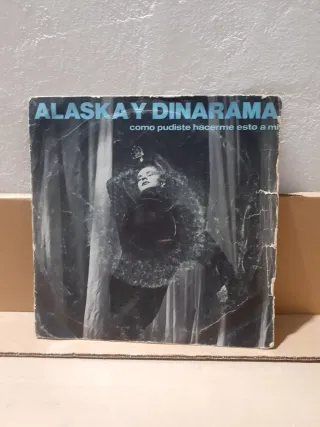 ALASKA Y DINARAMA
como pudiste hacerme esto a mi